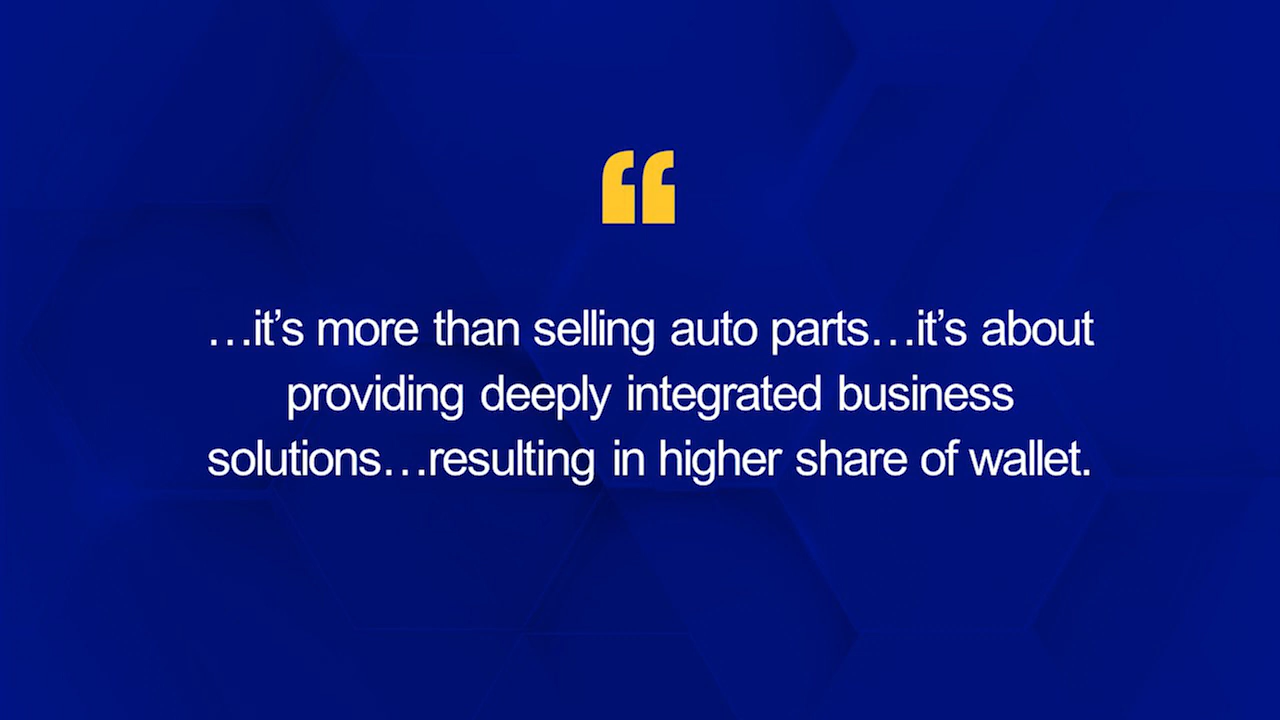 “
…it’s more than selling auto parts…it’s about
providing deeply integrated business
solutions…resulting in higher share of wallet.